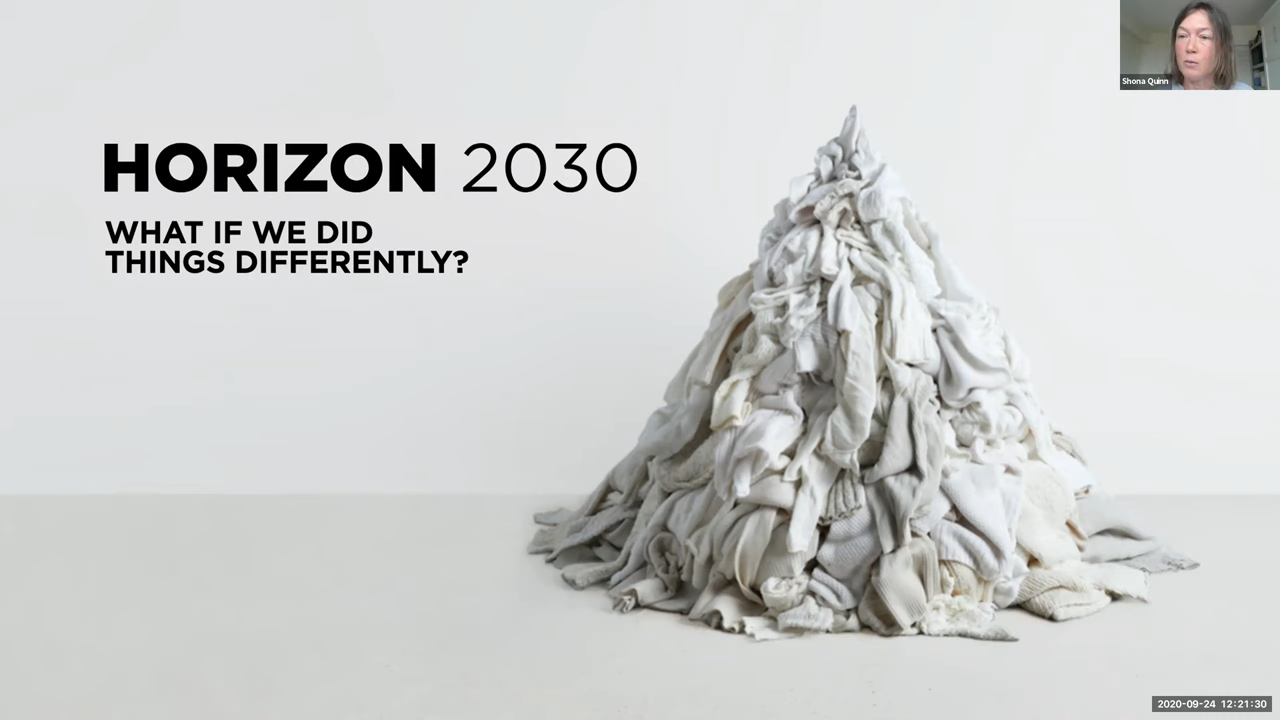 HORIZON 2030
WHAT IF WE DID
THINGS DIFFERENTLY?
Shona Quinn
2020-09-24 12:21:30